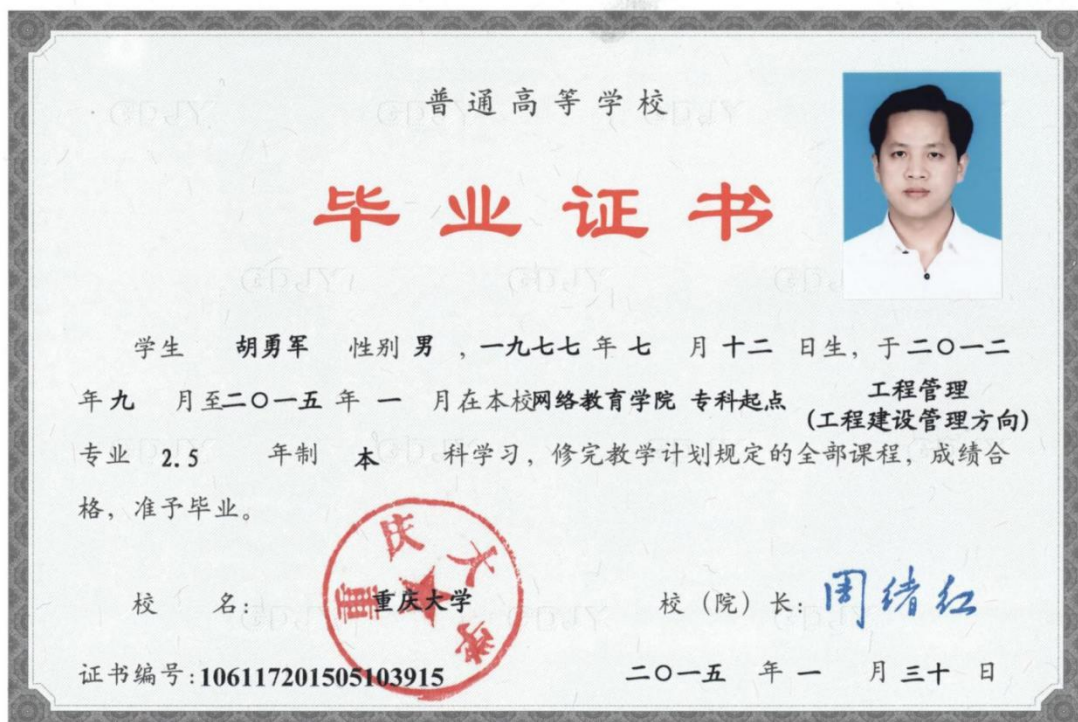 普通高等学校
毕业证书
学生 胡勇军 性别 男 ，一九七七 年 七 月 十二 日生，于 二〇一二
年 九 月至 二〇一五 年 一 月在本校 网络教育学院 专科起点 工程管理
(工程建设管理方向)
专业 2.5 年制 本 科学习，修完教学计划规定的全部课程，成绩合
格，准予毕业。
重庆大学
校 名：重庆大学
校（院）长：周绪红
证书编号：106117201505103915
二〇一五 年 一 月 三十 日